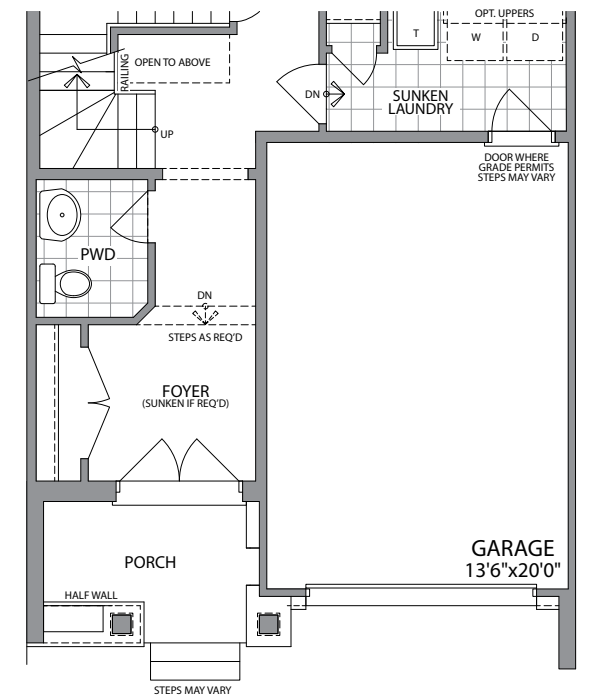 OPT. UPPERS
T
W
D
OPEN TO ABOVE
RAILING
DN
SUNKEN
LAUNDRY
UP
DOOR WHERE
GRADE PERMITS
STEPS MAY VARY
PWD
DN
STEPS AS REQ'D
FOYER
(SUNKEN IF REQ'D)
GARAGE
13'6"x20'0"
PORCH
HALF WALL
STEPS MAY VARY